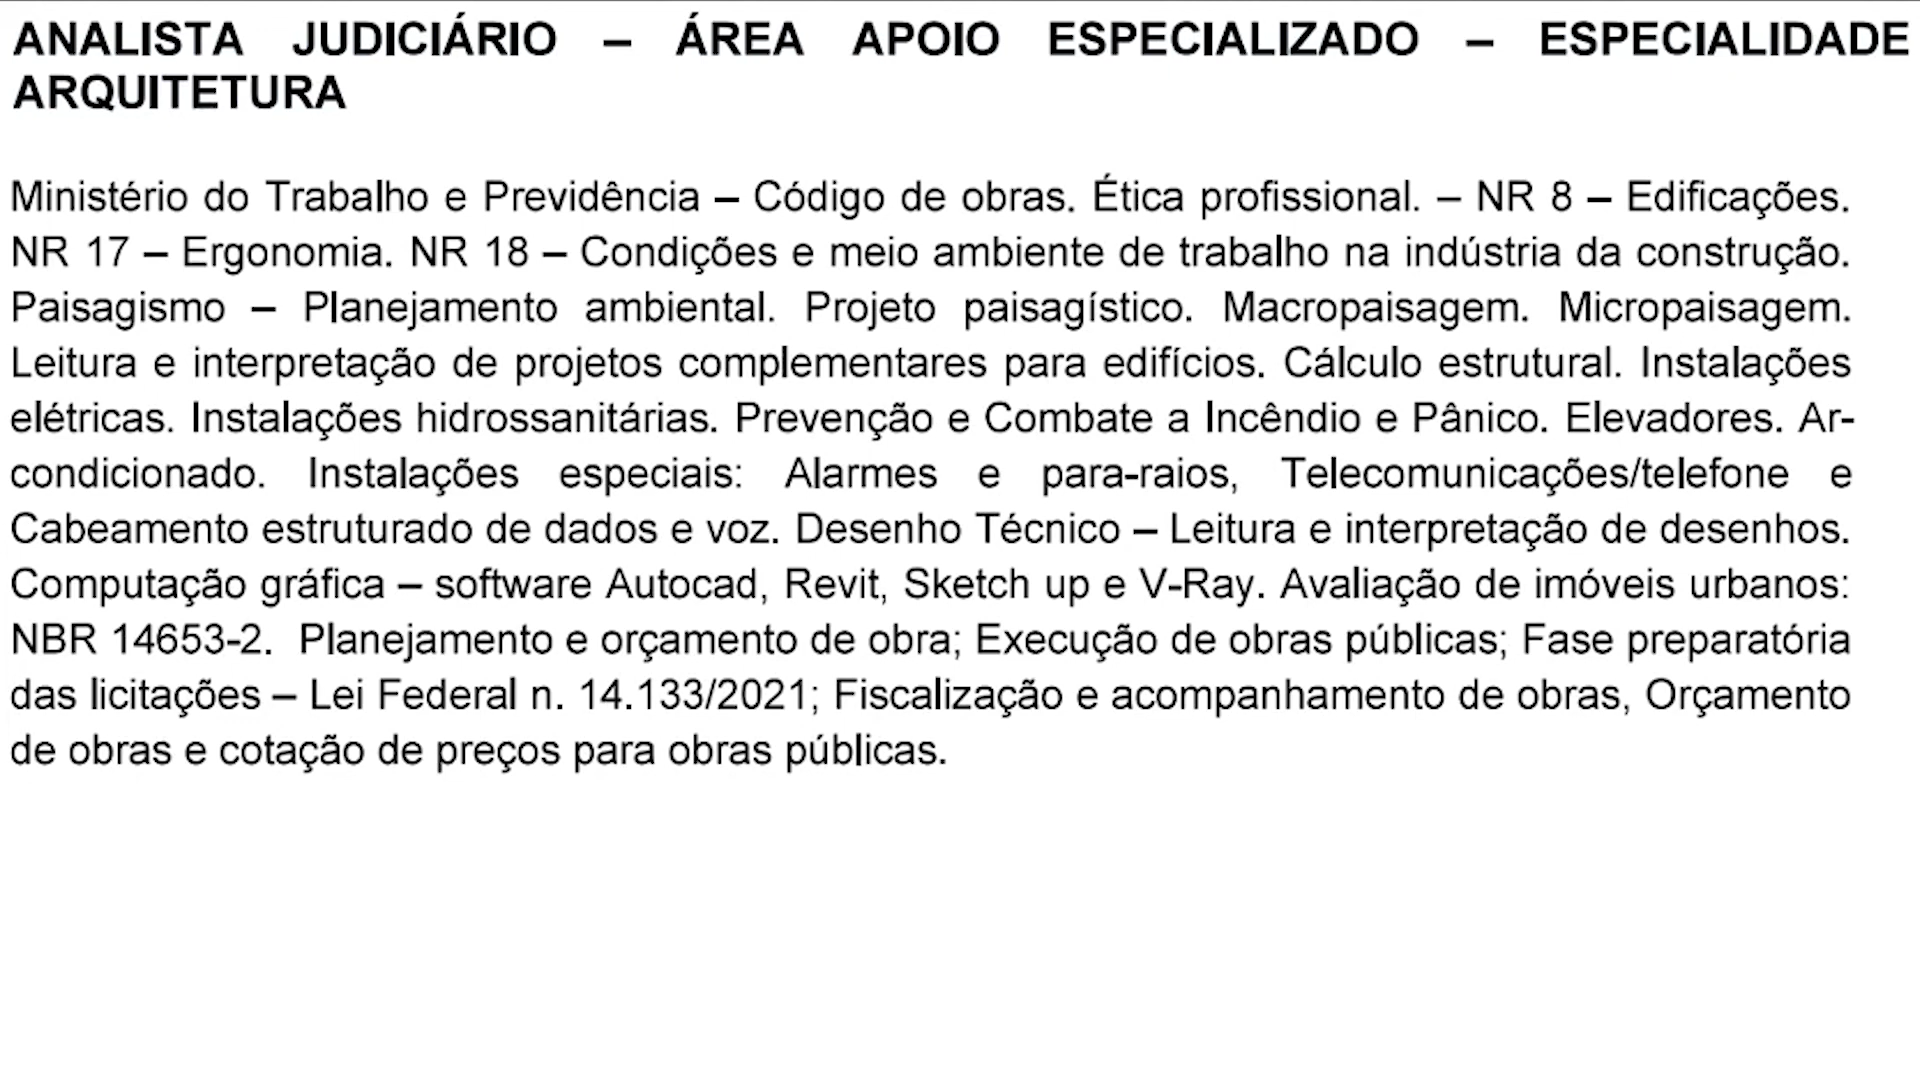 ANALISTA JUDICIÁRIO – ÁREA APOIO ESPECIALIZADO – ESPECIALIDADE
ARQUITETURA
Ministério do Trabalho e Previdência – Código de obras. Ética profissional. – NR 8 – Edificações.
NR 17 – Ergonomia. NR 18 – Condições e meio ambiente de trabalho na indústria da construção.
Paisagismo – Planejamento ambiental. Projeto paisagístico. Macropaisagem. Micropaisagem.
Leitura e interpretação de projetos complementares para edifícios. Cálculo estrutural. Instalações
elétricas. Instalações hidrossanitárias. Prevenção e Combate a Incêndio e Pânico. Elevadores. Ar-
condicionado. Instalações especiais: Alarmes e para-raios, Telecomunicações/telefone e
Cabeamento estruturado de dados e voz. Desenho Técnico – Leitura e interpretação de desenhos.
Computação gráfica – software Autocad, Revit, Sketch up e V-Ray. Avaliação de imóveis urbanos:
NBR 14653-2. Planejamento e orçamento de obra; Execução de obras públicas; Fase preparatória
das licitações – Lei Federal n. 14.133/2021; Fiscalização e acompanhamento de obras, Orçamento
de obras e cotação de preços para obras públicas.